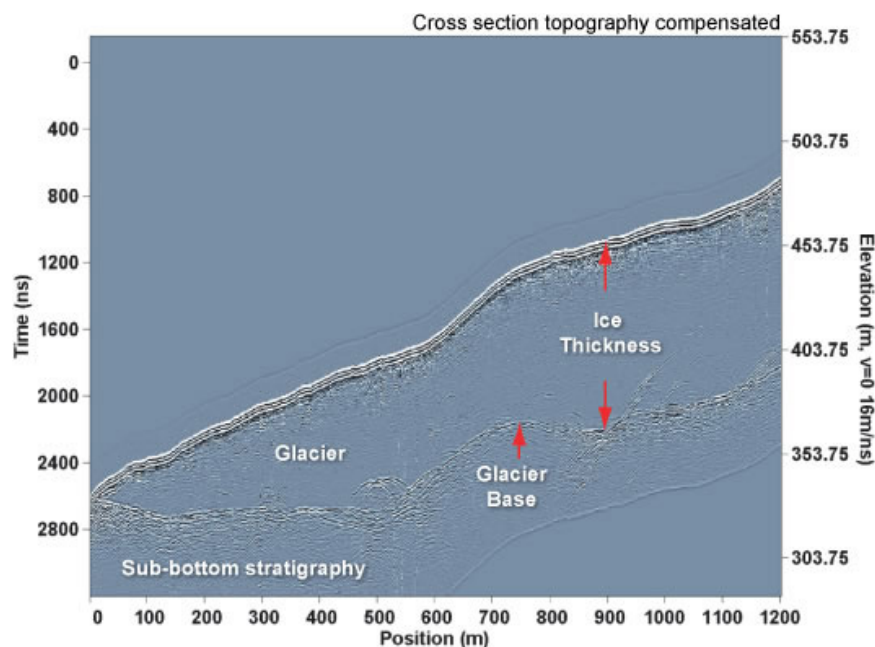 Cross section topography compensated
0
400
800
1200
1600
2000
2400
2800
Time (ns)
553.75
503.75
453.75
403.75
353.75
303.75
Elevation (m, v=0 16m/ns)
Ice
Thickness
Glacier
Glacier
Base
Sub-bottom stratigraphy
0 100 200 300 400 500 600 700 800 900 1000 1100 1200
Position (m)